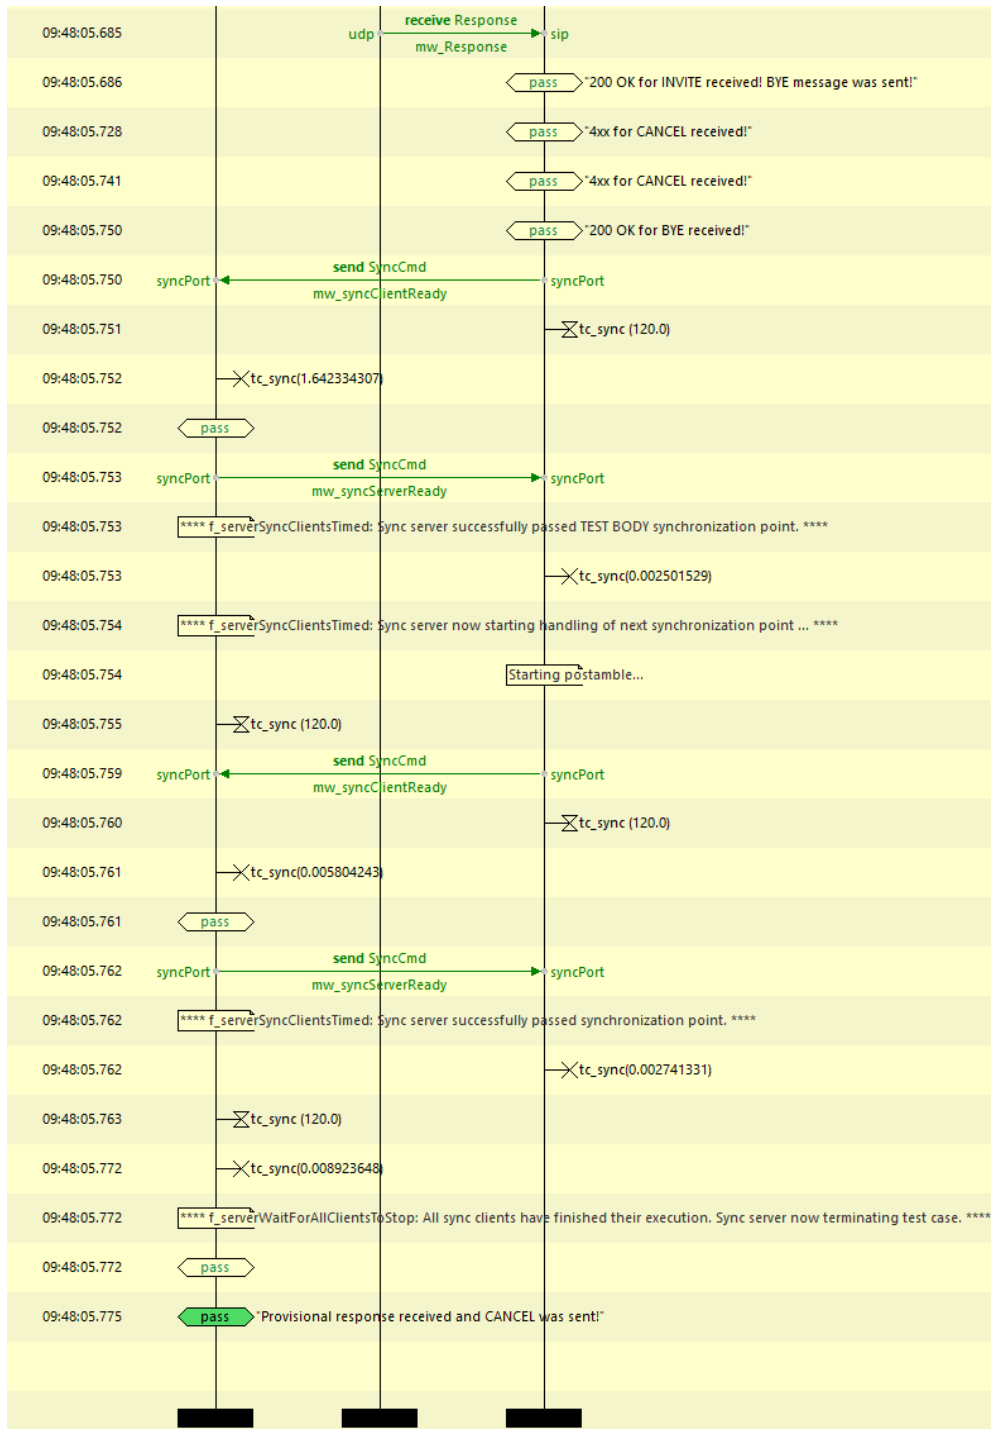 09:48:05.685 udp receive Response sip
mw_Response
09:48:05.686 pass "200 OK for INVITE received! BYE message was sent!"
09:48:05.728 pass "4xx for CANCEL received!"
09:48:05.741 pass "4xx for CANCEL received!"
09:48:05.750 pass "200 OK for BYE received!"
09:48:05.750 syncPort send SyncCmd syncPort
mw_syncClientReady
09:48:05.751 tc_sync (120.0)
09:48:05.752 tc_sync(1.642334307)
09:48:05.752 pass
09:48:05.753 syncPort send SyncCmd syncPort
mw_syncServerReady
09:48:05.753 **** f_serverSyncClientsTimed: Sync server successfully passed TEST BODY synchronization point. ****
09:48:05.753 tc_sync(0.002501529)
09:48:05.754 **** f_serverSyncClientsTimed: Sync server now starting handling of next synchronization point ... ****
09:48:05.754 Starting postamble...
09:48:05.755 tc_sync (120.0)
09:48:05.759 syncPort send SyncCmd syncPort
mw_syncClientReady
09:48:05.760 tc_sync (120.0)
09:48:05.761 tc_sync(0.005804243)
09:48:05.761 pass
09:48:05.762 syncPort send SyncCmd syncPort
mw_syncServerReady
09:48:05.762 **** f_serverSyncClientsTimed: Sync server successfully passed synchronization point. ****
09:48:05.762 tc_sync(0.002741331)
09:48:05.763 tc_sync (120.0)
09:48:05.772 tc_sync(0.008923648)
09:48:05.772 **** f_serverWaitForAllClientsToStop: All sync clients have finished their execution. Sync server now terminating test case. ****
09:48:05.772 pass
09:48:05.775 pass "Provisional response received and CANCEL was sent!"